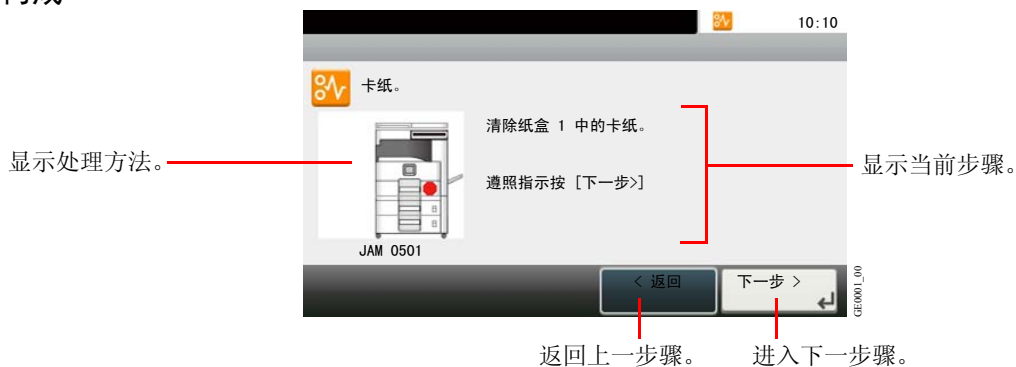 10:10
卡纸。
清除纸盒 1 中的卡纸。
显示处理方法。
显示当前步骤。
遵照指示按 [下一步>]
JAM 0501
< 返回
下一步 >
GE0001_00
返回上一步骤。
进入下一步骤。